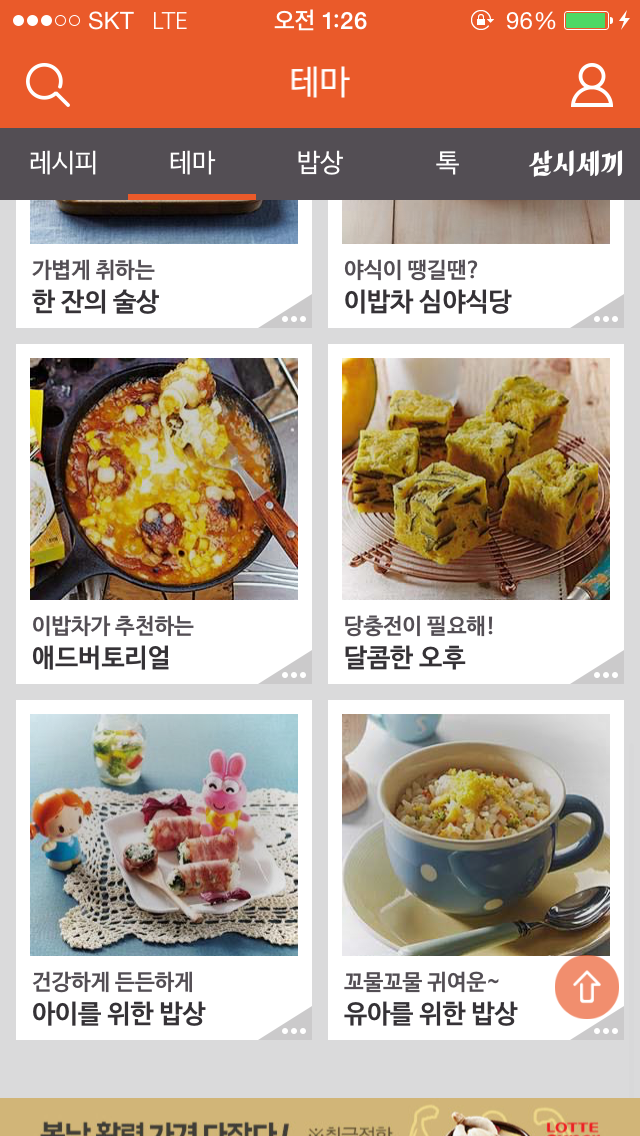 SKT LTE 오전 1:26 96%
테마
레시피 테마 밥상 톡 삼시세끼
가볍게 취하는
한 잔의 술상
야식이 땡길땐?
이밥차 심야식당
이밥차가 추천하는
애드버토리얼
당충전이 필요해!
달콤한 오후
건강하게 든든하게
아이를 위한 밥상
꼬물꼬물 귀여운~
유아를 위한 밥상
LOTTE